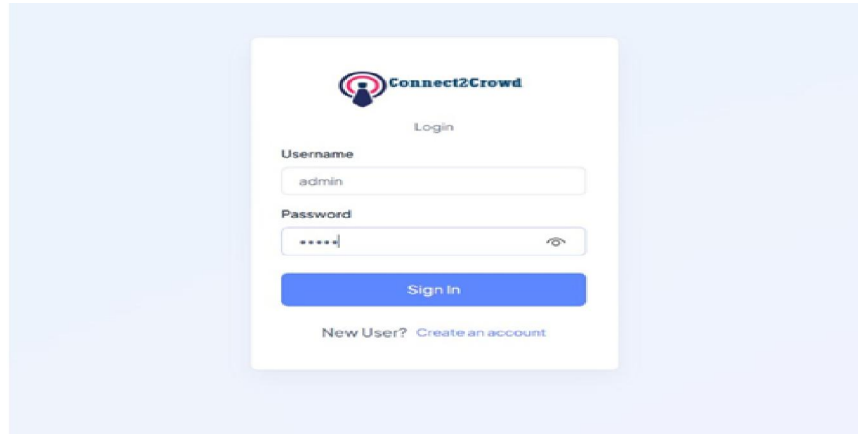 Connect2Crowd
Login
Username
admin
Password
•••••
Sign In
New User? Create an account